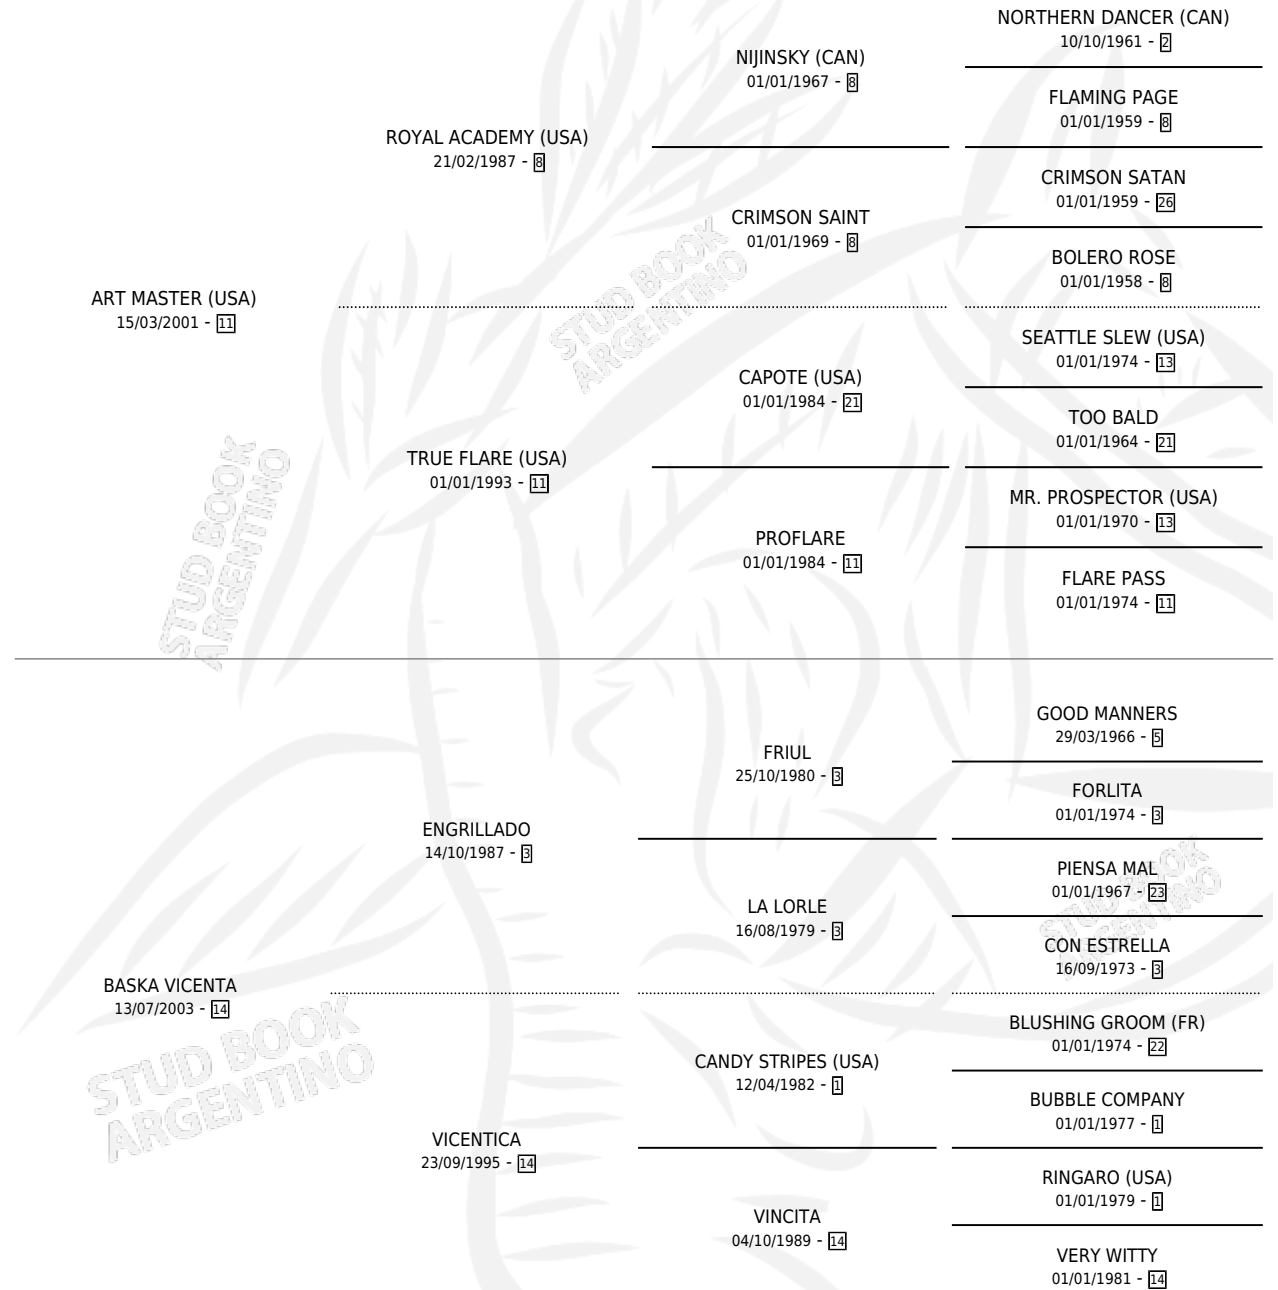 NORTHERN DANCER (CAN)
10/10/1961 - 2
NIJINSKY (CAN)
01/01/1967 - 8
FLAMING PAGE
01/01/1959 - 8
ROYAL ACADEMY (USA)
21/02/1987 - 8
CRIMSON SATAN
01/01/1959 - 26
CRIMSON SAINT
01/01/1969 - 8
BOLERO ROSE
01/01/1958 - 8
ART MASTER (USA)
15/03/2001 - 11
STUD BOOK
ARGENTINO
SEATTLE SLEW (USA)
01/01/1974 - 13
CAPOTE (USA)
01/01/1984 - 21
TOO BALD
01/01/1964 - 21
TRUE FLARE (USA)
01/01/1993 - 11
MR. PROSPECTOR (USA)
01/01/1970 - 13
PROFLARE
01/01/1984 - 11
FLARE PASS
01/01/1974 - 11
STUD BOOK
ARGENTINO
GOOD MANNERS
29/03/1966 - 5
FRIUL
25/10/1980 - 3
FORLITA
01/01/1974 - 3
ENGRILLADO
14/10/1987 - 3
PIENSA MAL
01/01/1967 - 23
LA LORLE
16/08/1979 - 3
STUD BOOK
ARGENTINO
CON ESTRELLA
16/09/1973 - 3
BASKA VICENTA
13/07/2003 - 14
STUD BOOK
ARGENTINO
BLUSHING GROOM (FR)
01/01/1974 - 22
CANDY STRIPES (USA)
12/04/1982 - 1
BUBBLE COMPANY
01/01/1977 - 1
VICENTICA
23/09/1995 - 14
RINGARO (USA)
01/01/1979 - 1
VINCITA
04/10/1989 - 14
VERY WITTY
01/01/1981 - 14